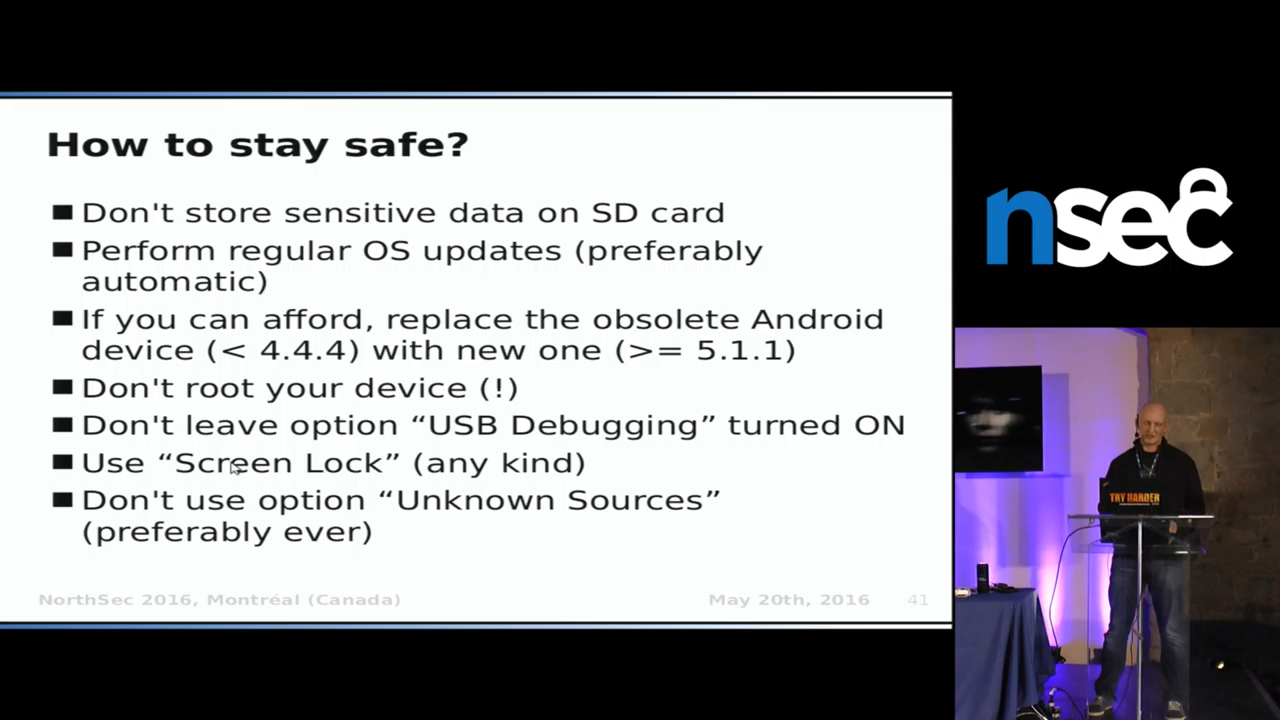 How to stay safe?
Don't store sensitive data on SD card
Perform regular OS updates (preferably
automatic)
If you can afford, replace the obsolete Android
device (< 4.4.4) with new one (>= 5.1.1)
Don't root your device (!)
Don't leave option “USB Debugging” turned ON
Use “Screen Lock” (any kind)
Don't use option “Unknown Sources”
(preferably ever)
NorthSec 2016, Montréal (Canada) May 20th, 2016 41
nsec
TRY HARDER